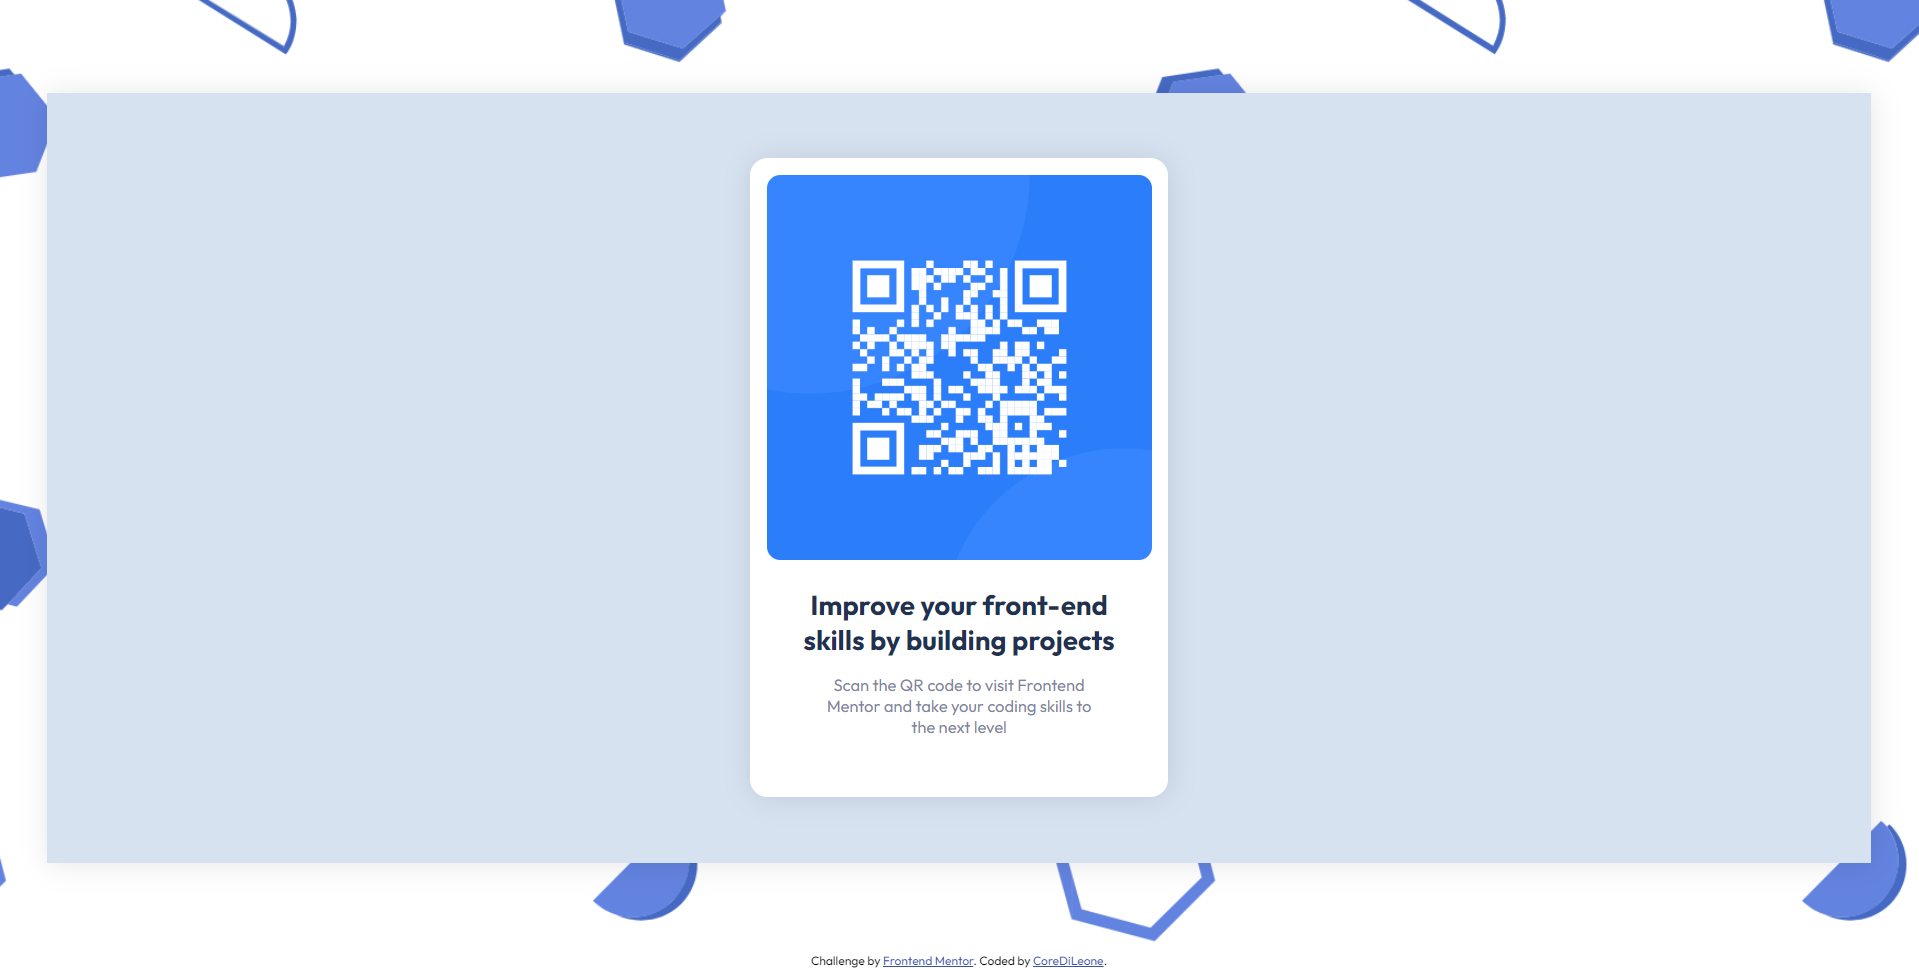 Improve your front-end
skills by building projects
Scan the QR code to visit Frontend
Mentor and take your coding skills to
the next level
Challenge by Frontend Mentor. Coded by CoreDiLeone.